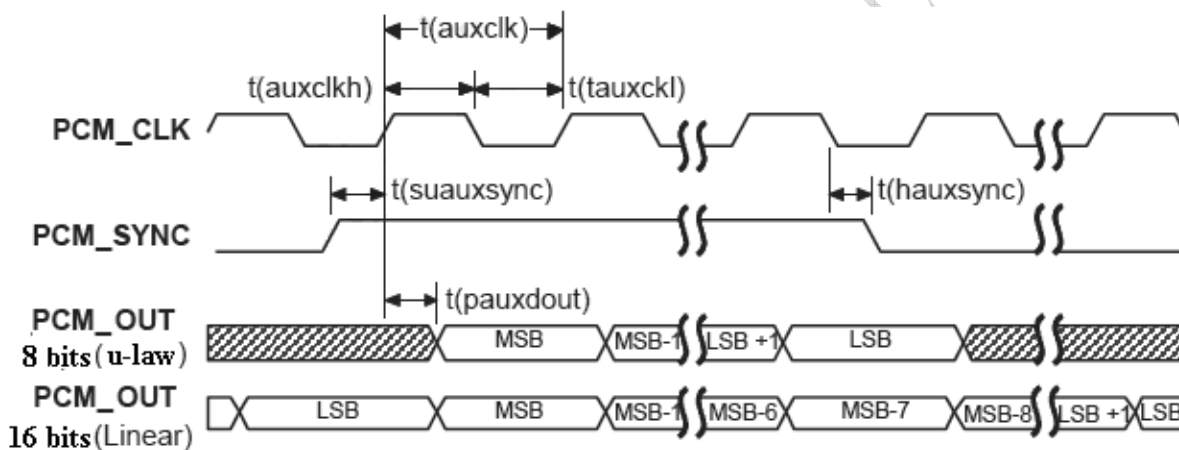 t(auxclk)
t(auxclkh)
t(tauxckl)
PCM_CLK
t(suauxsync)
t(hauxsync)
PCM_SYNC
t(pauxdout)
PCM_OUT
8 bits(u-law)
MSB
MSB-1
LSB +1
LSB
PCM_OUT
16 bits(Linear)
LSB
MSB
MSB-1
MSB-6
MSB-7
MSB-8
LSB +1
LSB